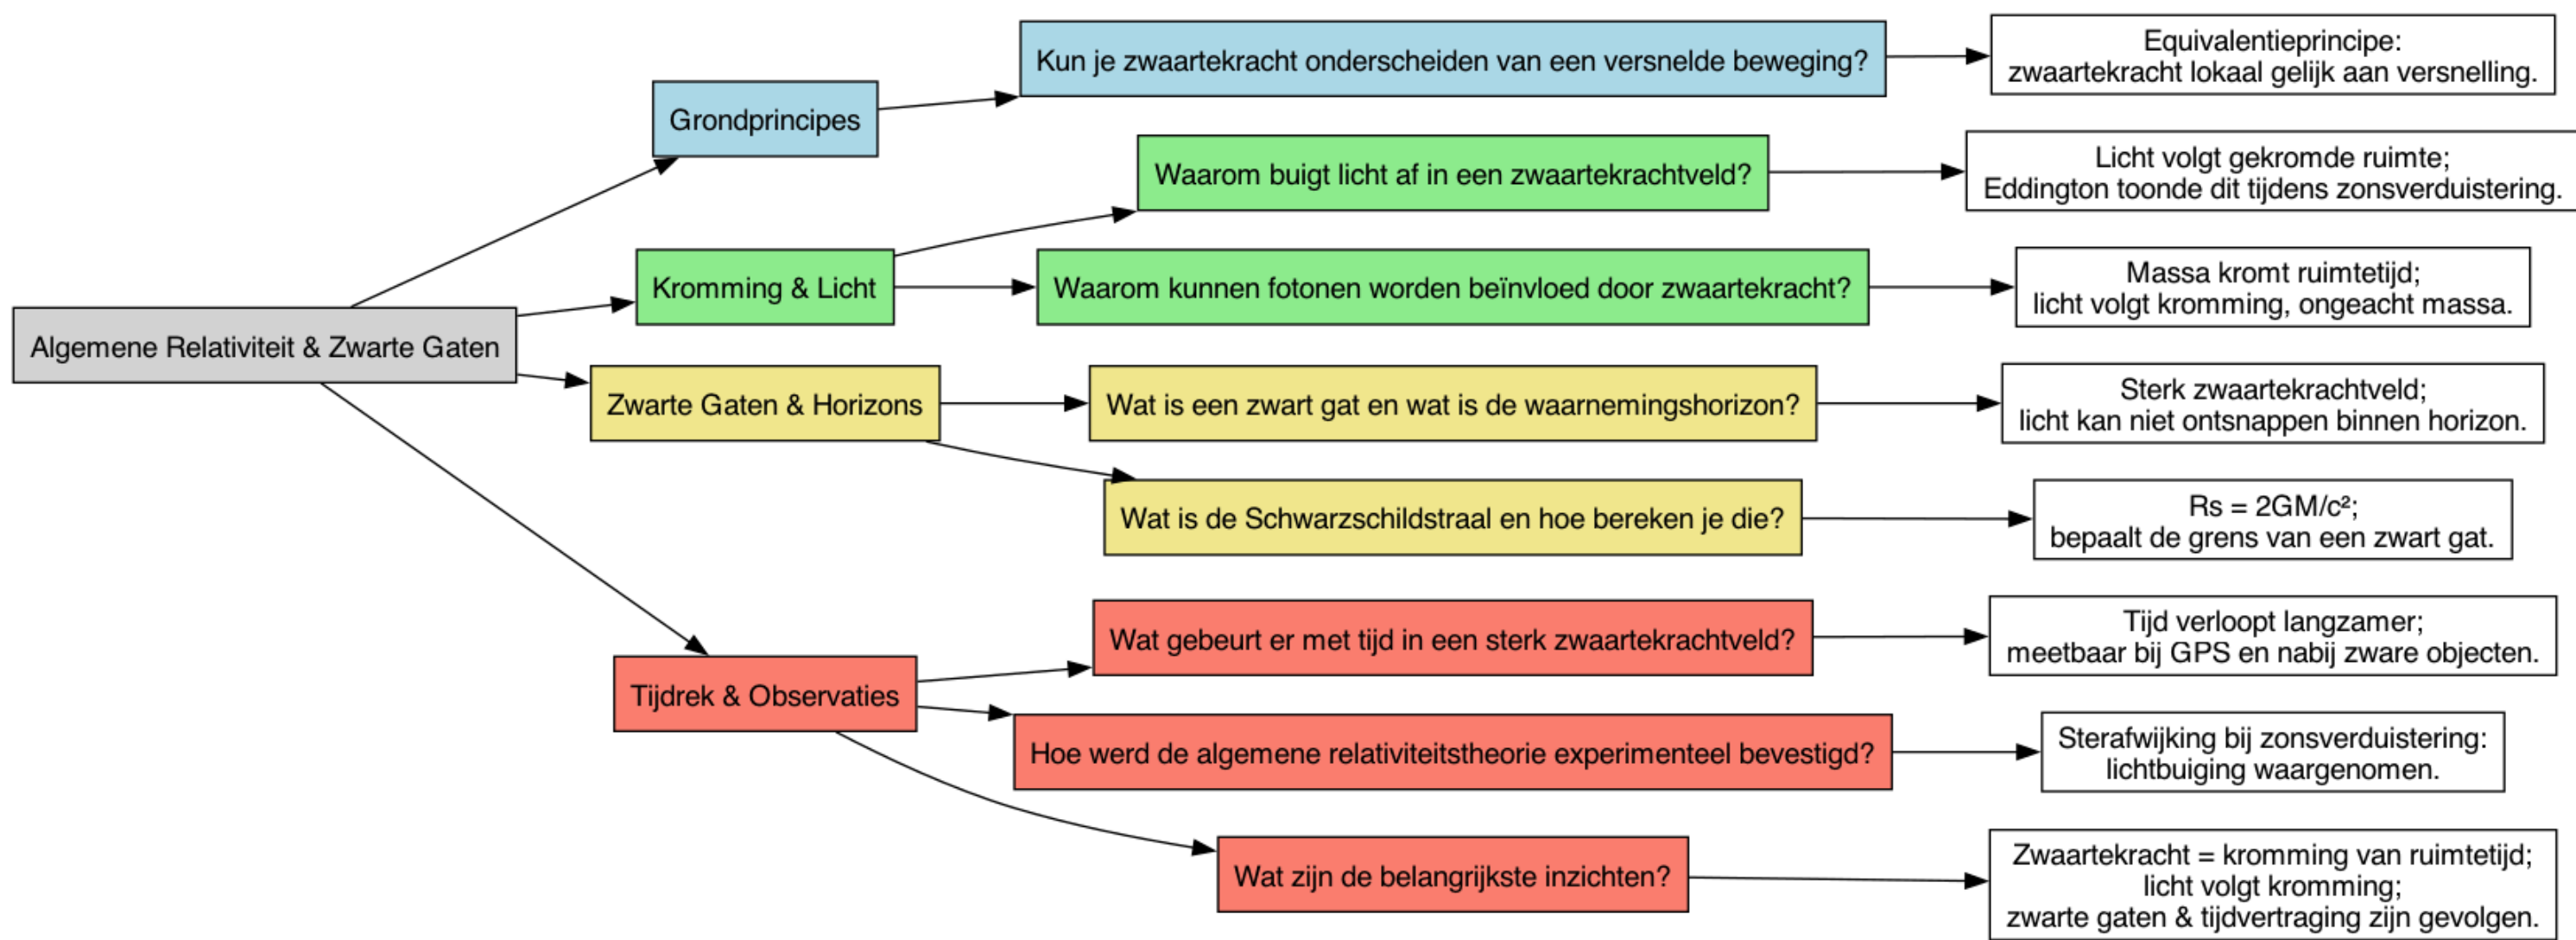 Algemene Relativiteit & Zwarte Gaten
Grondprincipes
Kun je zwaartekracht onderscheiden van een versnelde beweging?
Equivalentieprincipe:
zwaartekracht lokaal gelijk aan versnelling.
Kromming & Licht
Waarom buigt licht af in een zwaartekrachtveld?
Licht volgt gekromde ruimte;
Eddington toonde dit tijdens zonsverduistering.
Waarom kunnen fotonen worden beïnvloed door zwaartekracht?
Massa kromt ruimtetijd;
licht volgt kromming, ongeacht massa.
Zwarte Gaten & Horizons
Wat is een zwart gat en wat is de waarnemingshorizon?
Sterk zwaartekrachtveld;
licht kan niet ontsnappen binnen horizon.
Wat is de Schwarzschildstraal en hoe bereken je die?
Rs = 2GM/c²;
bepaalt de grens van een zwart gat.
Tijdrek & Observaties
Wat gebeurt er met tijd in een sterk zwaartekrachtveld?
Tijd verloopt langzamer;
meetbaar bij GPS en nabij zware objecten.
Hoe werd de algemene relativiteitstheorie experimenteel bevestigd?
Sterafwijking bij zonsverduistering:
lichtbuiging waargenomen.
Wat zijn de belangrijkste inzichten?
Zwaartekracht = kromming van ruimtetijd;
licht volgt kromming;
zwarte gaten & tijdvertraging zijn gevolgen.